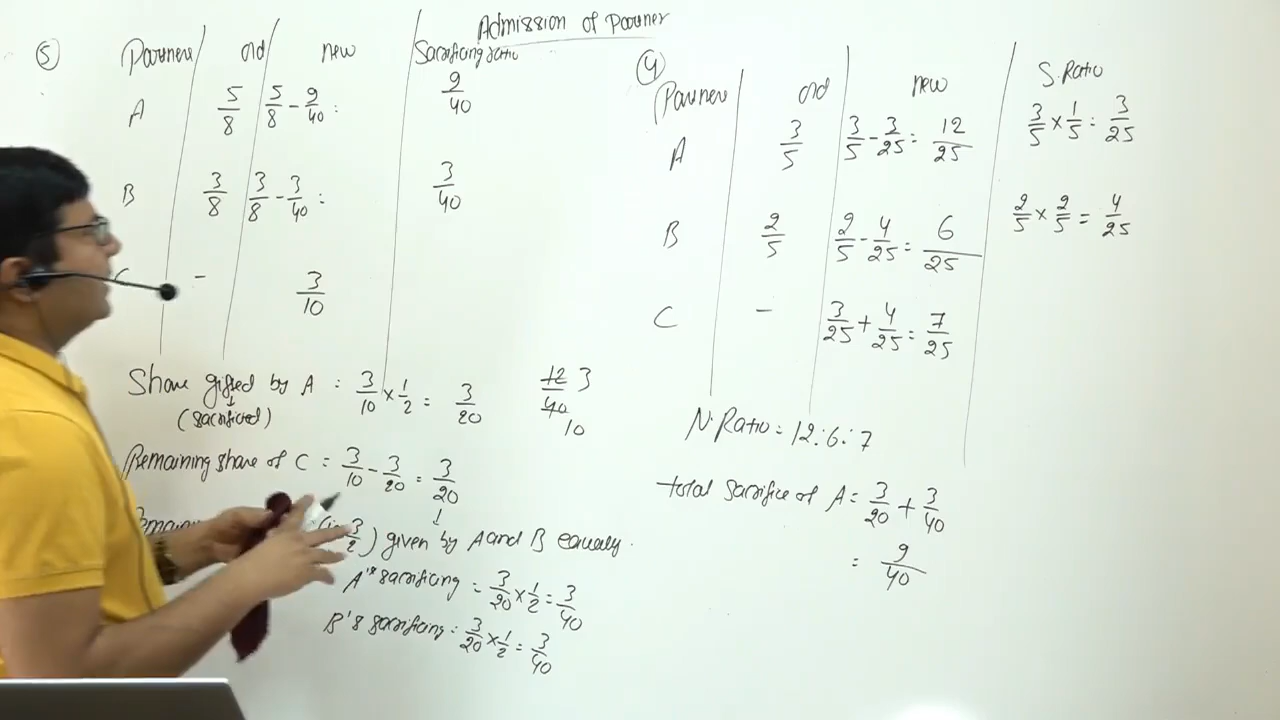 Admission of Partner
⑤ Partners old new Sacrificing ratio
A 5/8 5/8 - 9/40 = 9/40
B 3/8 3/8 - 3/40 = 3/40
C - 3/10
Share gifted by A = 3/10 × 1/2 = 3/20
(sacrificed)
12/40 3/10
Remaining share of C = 3/10 - 3/20 = 3/20
given by A and B equally.
A's sacrificing = 3/20 × 1/2 = 3/40
B's sacrificing = 3/20 × 1/2 = 3/40
④ Partners old new S.Ratio
A 3/5 3/5 - 3/25 = 12/25 3/5 × 1/5 = 3/25
B 2/5 2/5 - 4/25 = 6/25 2/5 × 2/5 = 4/25
C - 3/25 + 4/25 = 7/25
N.Ratio = 12:6:7
total sacrifice of A = 3/20 + 3/40
= 9/40